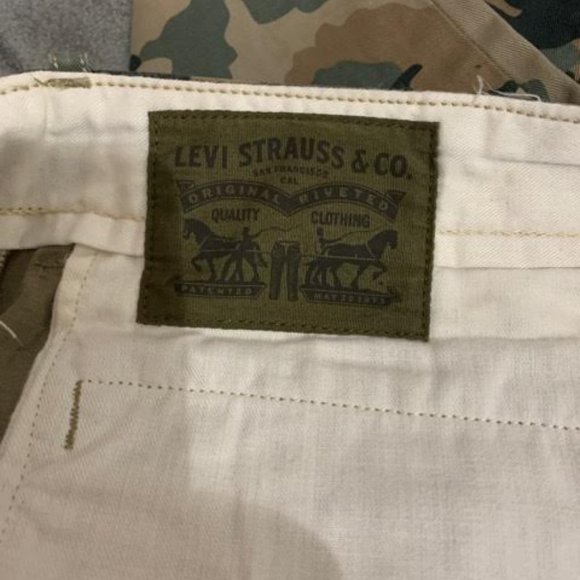 LEVI STRAUSS & CO.
SAN FRANCISCO
CAL
ORIGINAL RIVETED
QUALITY CLOTHING
PATENTED MAY 20 1873